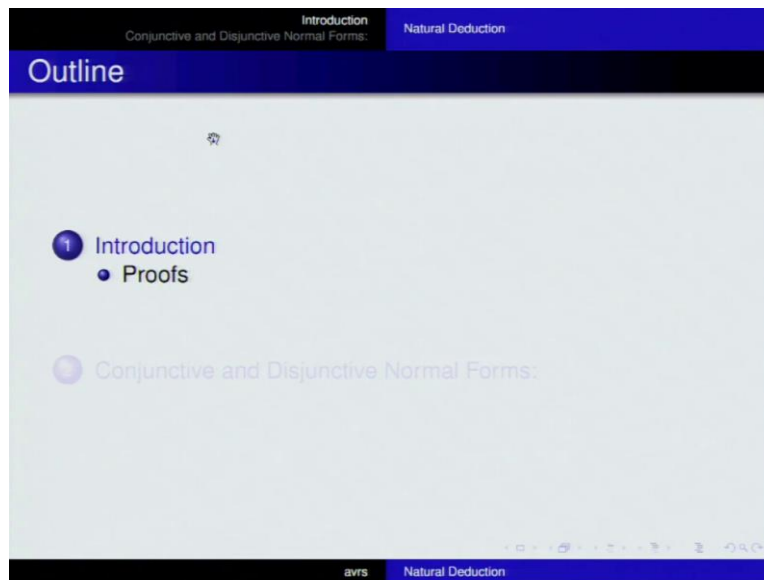 Introduction
Conjunctive and Disjunctive Normal Forms:
Natural Deduction
Outline
1 Introduction
Proofs
2 Conjunctive and Disjunctive Normal Forms:
avrs
Natural Deduction